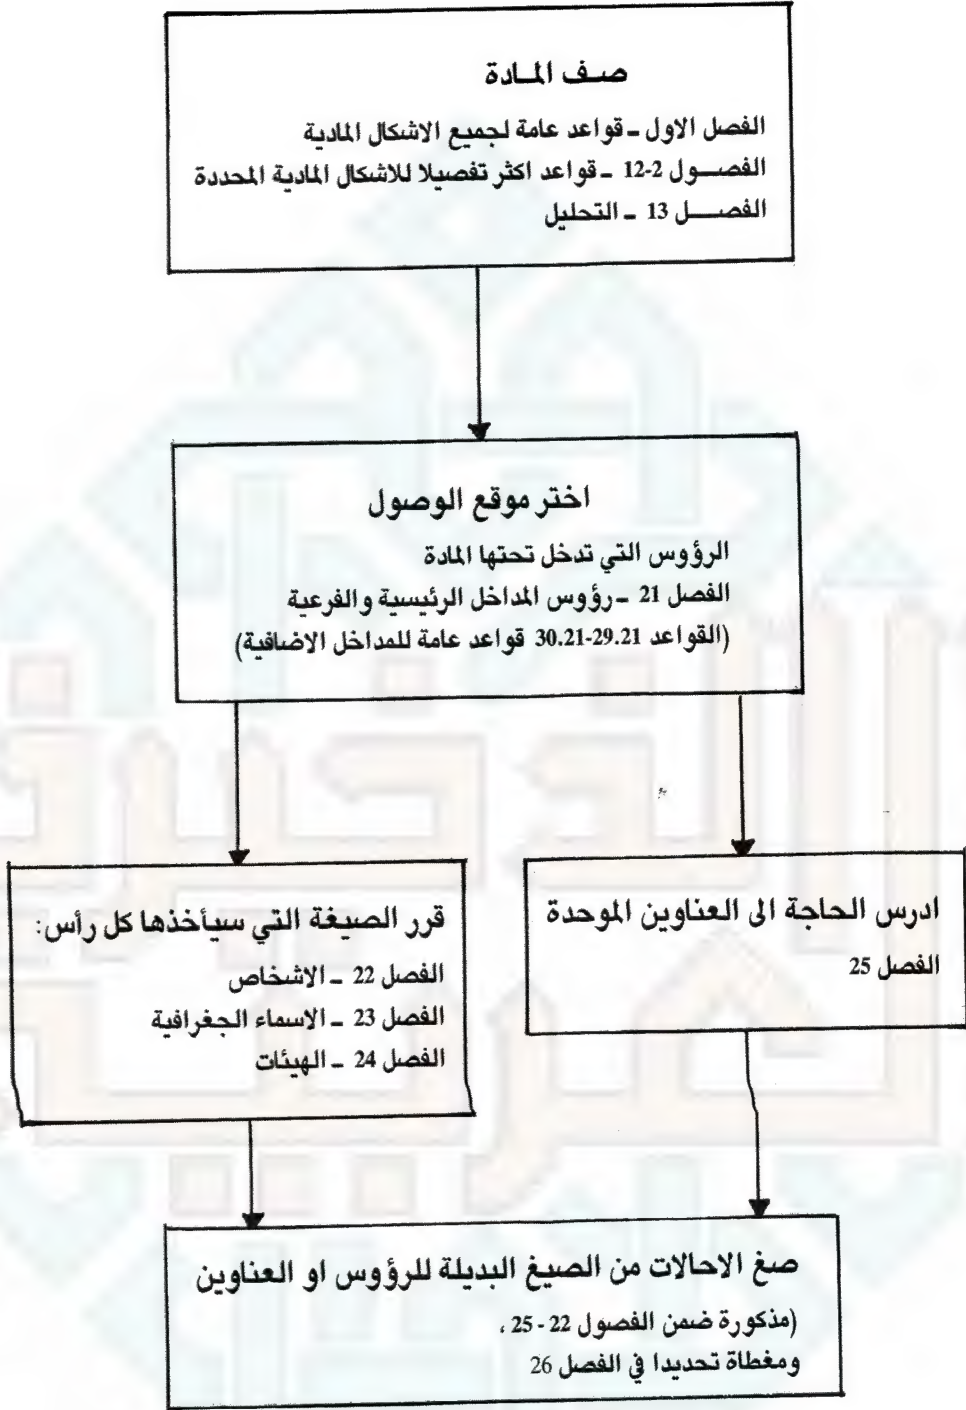 صف المادة
الفصل الاول ـ قواعد عامة لجميع الاشكال المادية
الفصول 2-12 ـ قواعد اكثر تفصيلا للاشكال المادية المحددة
الفصل 13 ـ التحليل
اختر موقع الوصول
الرؤوس التي تدخل تحتها المادة
الفصل 21 ـ رؤوس المداخل الرئيسية والفرعية
(القواعد 29.21-30.21 قواعد عامة للمداخل الاضافية)
ادرس الحاجة الى العناوين الموحدة
الفصل 25
قرر الصيغة التي سيأخذها كل رأس:
الفصل 22 ـ الاشخاص
الفصل 23 ـ الاسماء الجغرافية
الفصل 24 ـ الهيئات
صغ الاحالات من الصيغ البديلة للرؤوس او العناوين
(مذكورة ضمن الفصول 22 - 25 ،
ومغطاة تحديدا في الفصل 26